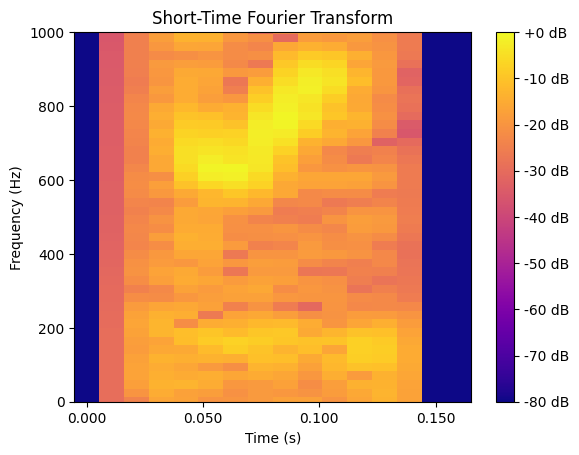 Short-Time Fourier Transform
1000
800
600
400
200
0
Frequency (Hz)
0.000
0.050
0.100
0.150
Time (s)
+0 dB
-10 dB
-20 dB
-30 dB
-40 dB
-50 dB
-60 dB
-70 dB
-80 dB